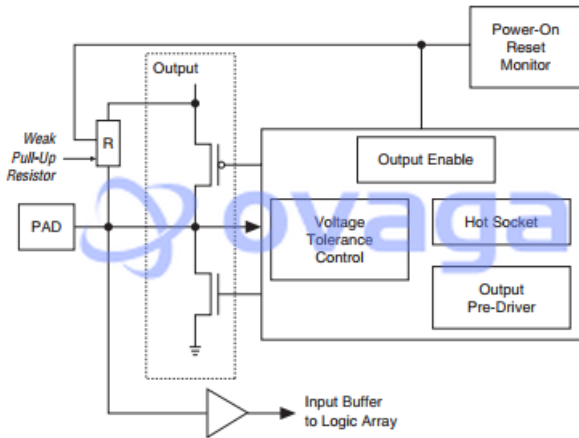 Power-On
Reset
Monitor
Output
Weak
Pull-Up
Resistor
R
Output Enable
PAD
Voltage
Tolerance
Control
Hot Socket
Output
Pre-Driver
ovaga
Input Buffer
to Logic Array